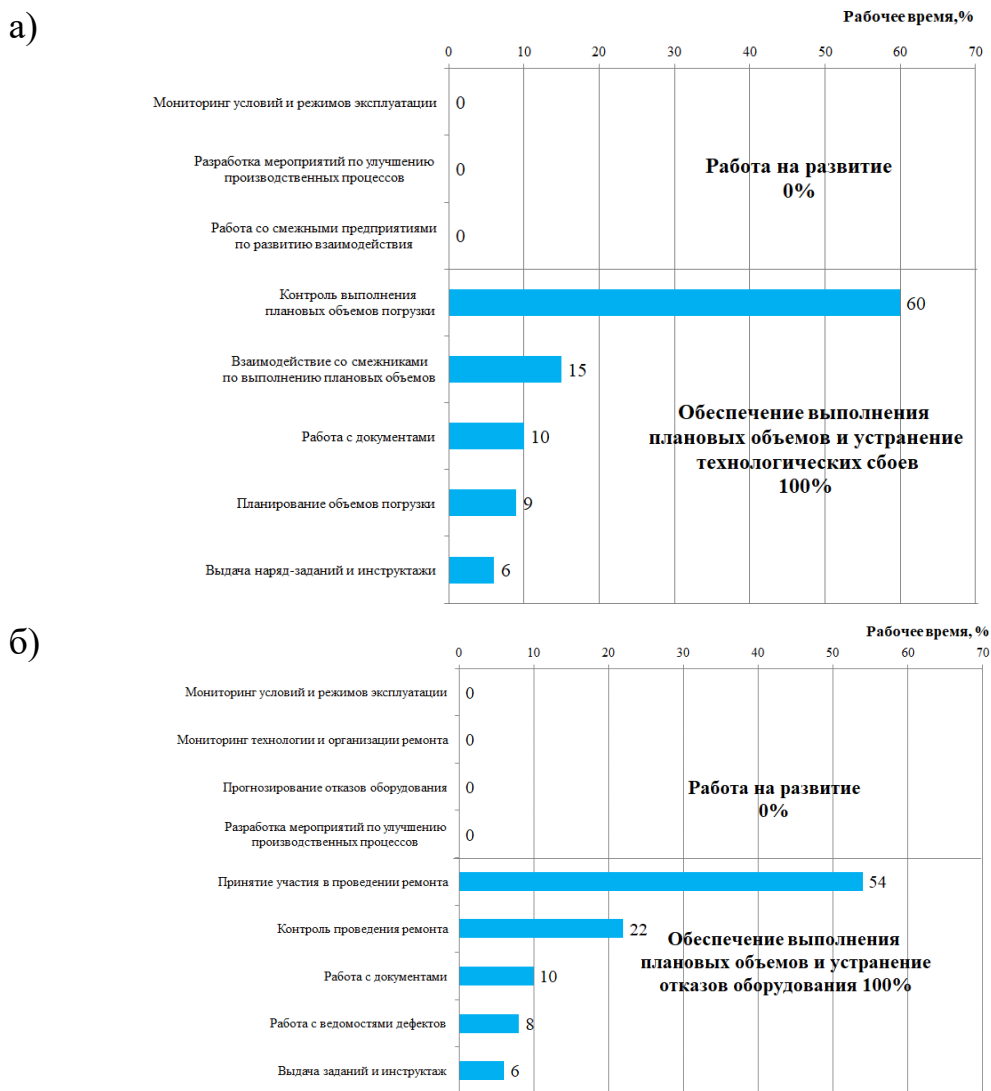 а)
Рабочее время,%
0 10 20 30 40 50 60 70
Мониторинг условий и режимов эксплуатации 0
Разработка мероприятий по улучшению
производственных процессов
0
Работа на развитие
0%
Работа со смежными предприятиями
по развитию взаимодействия
0
Контроль выполнения
плановых объемов погрузки
60
Взаимодействие со смежниками
по выполнению плановых объемов
15
Обеспечение выполнения
плановых объемов и устранение
технологических сбоев
100%
Работа с документами 10
Планирование объемов погрузки 9
Выдача наряд-заданий и инструктажи 6
б)
Рабочее время, %
0 10 20 30 40 50 60 70
Мониторинг условий и режимов эксплуатации 0
Мониторинг технологии и организации ремонта 0
Прогнозирование отказов оборудования 0
Работа на развитие
0%
Разработка мероприятий по улучшению
производственных процессов
0
Принятие участия в проведении ремонта 54
Контроль проведения ремонта 22
Обеспечение выполнения
плановых объемов и устранение
отказов оборудования 100%
Работа с документами 10
Работа с ведомостями дефектов 8
Выдача заданий и инструктаж 6